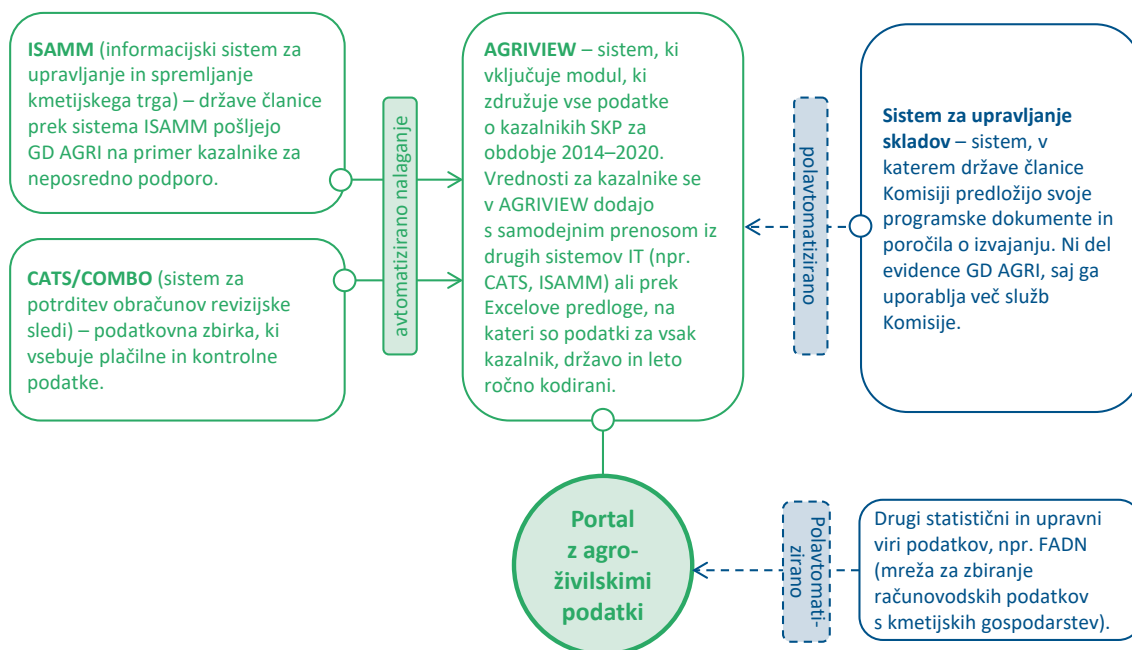 ISAMM (informacijski sistem za
upravljanje in spremljanje
kmetijskega trga) – države članice
prek sistema ISAMM pošljejo
GD AGRI na primer kazalnike za
neposredno podporo.
CATS/COMBO (sistem za
potrditev obračunov revizijske
sledi) – podatkovna zbirka, ki
vsebuje plačilne in kontrolne
podatke.
avtomatizirano nalaganje
AGRIVIEW – sistem, ki
vključuje modul, ki
združuje vse podatke
o kazalnikih SKP za
obdobje 2014–2020.
Vrednosti za kazalnike se
v AGRIVIEW dodajo
s samodejnim prenosom iz
drugih sistemov IT (npr.
CATS, ISAMM) ali prek
Excelove predloge, na
kateri so podatki za vsak
kazalnik, državo in leto
ročno kodirani.
polavtomatizirano
Sistem za upravljanje
skladov – sistem, v
katerem države članice
Komisiji predložijo svoje
programske dokumente in
poročila o izvajanju. Ni del
evidence GD AGRI, saj ga
uporablja več služb
Komisije.
Portal
z agro-
živilskimi
podatki
Polavtomati-
zirano
Drugi statistični in upravni
viri podatkov, npr. FADN
(mreža za zbiranje
računovodskih podatkov
s kmetijskih gospodarstev).